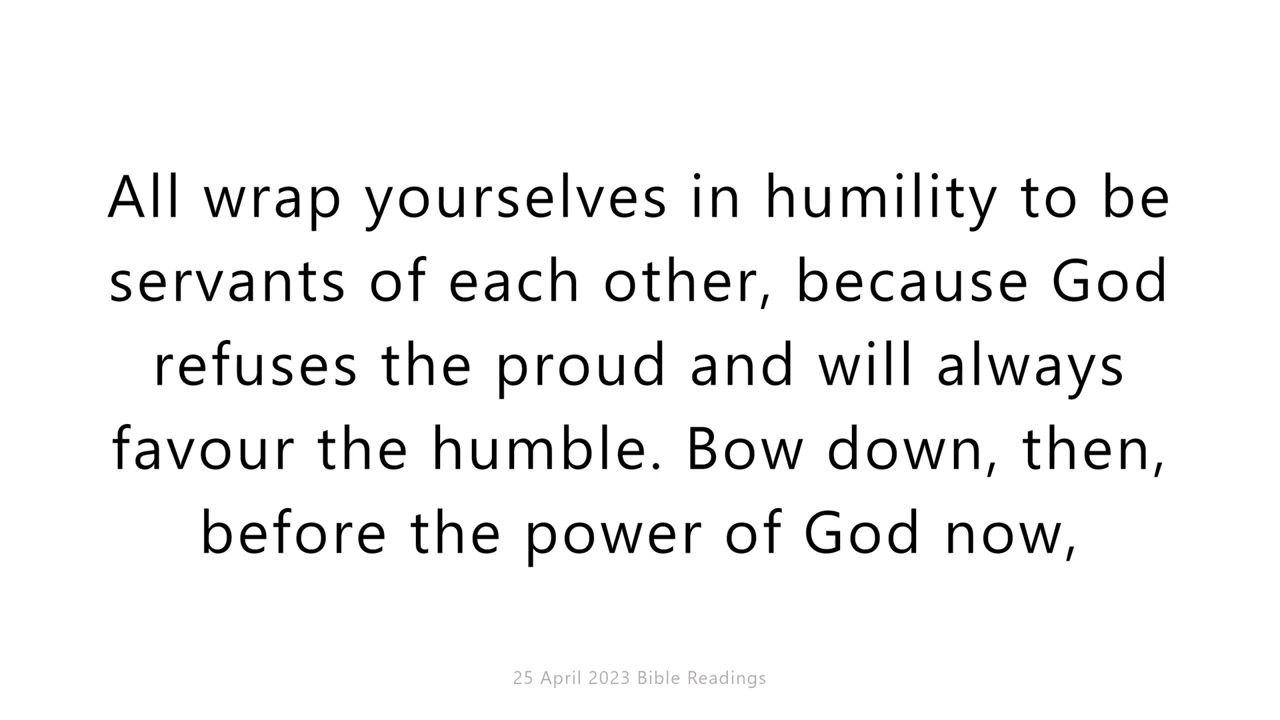 All wrap yourselves in humility to be
servants of each other, because God
refuses the proud and will always
favour the humble. Bow down, then,
before the power of God now,
25 April 2023 Bible Readings